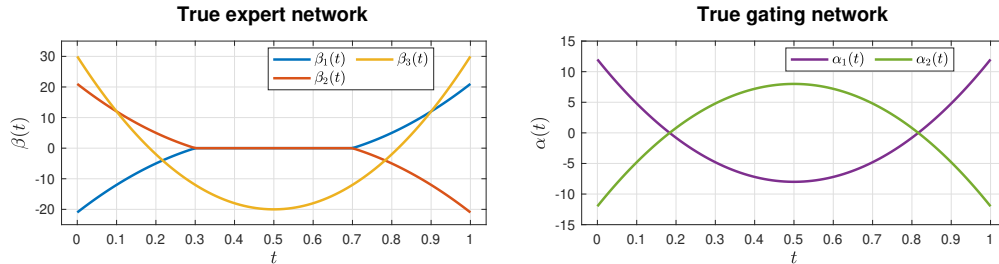 True expert network
30
20
10
0
-10
-20
β(t)
β₁(t) β₃(t)
β₂(t)
0 0.1 0.2 0.3 0.4 0.5 0.6 0.7 0.8 0.9 1
t
True gating network
15
10
5
0
-5
-10
-15
α(t)
α₁(t) α₂(t)
0 0.1 0.2 0.3 0.4 0.5 0.6 0.7 0.8 0.9 1
t